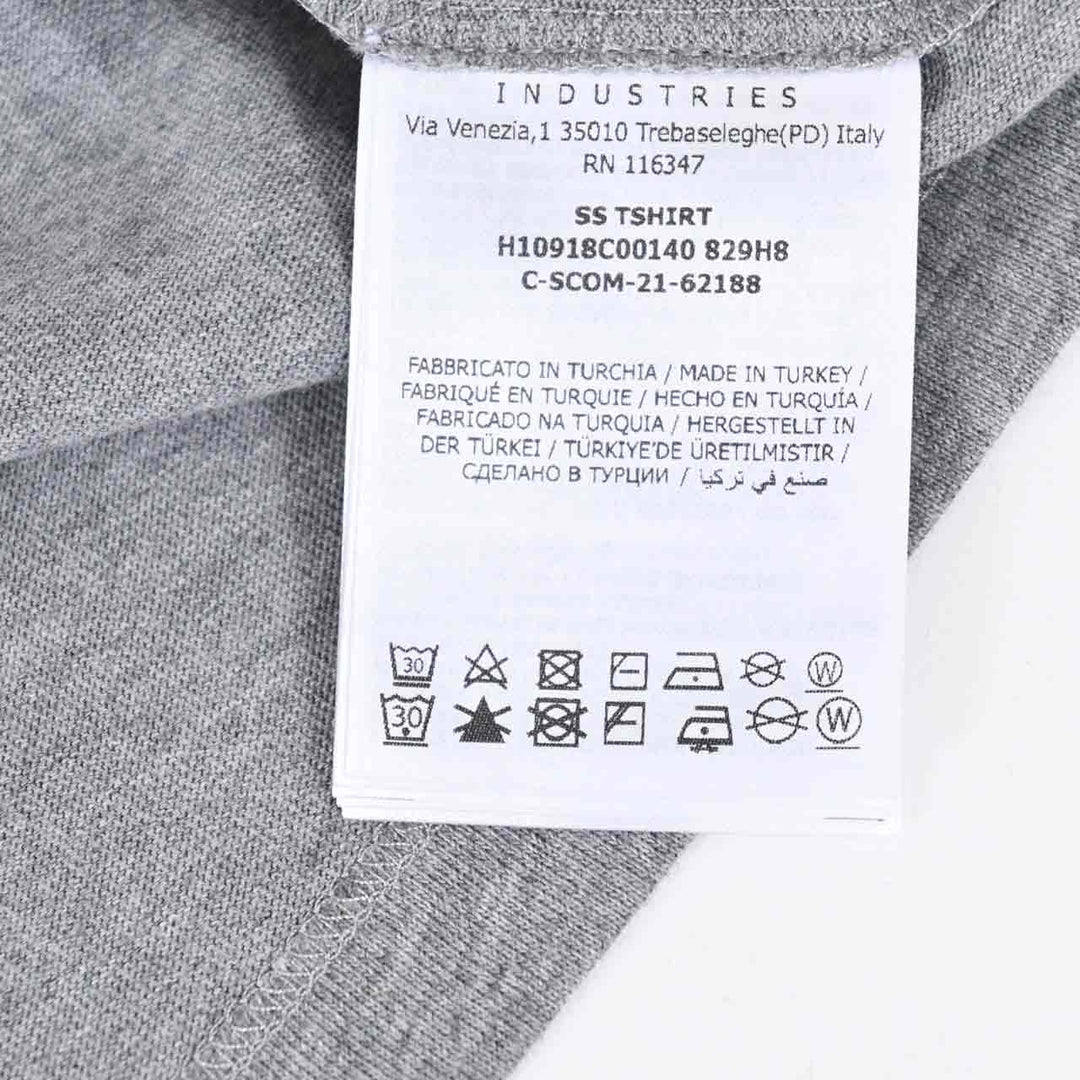 INDUSTRIES
Via Venezia,1 35010 Trebaseleghe(PD) Italy
RN 116347
SS TSHIRT
H10918C00140 829H8
C-SCOM-21-62188
FABBRICATO IN TURCHIA / MADE IN TURKEY /
FABRIQUÉ EN TURQUIE / HECHO EN TURQUÍA /
FABRICADO NA TURQUIA / HERGESTELLT IN
DER TÜRKEI / TÜRKIYE'DE ÜRETILMISTIR /
СДЕЛАНО В ТУРЦИИ / صنع في تركيا
30 W
30 W